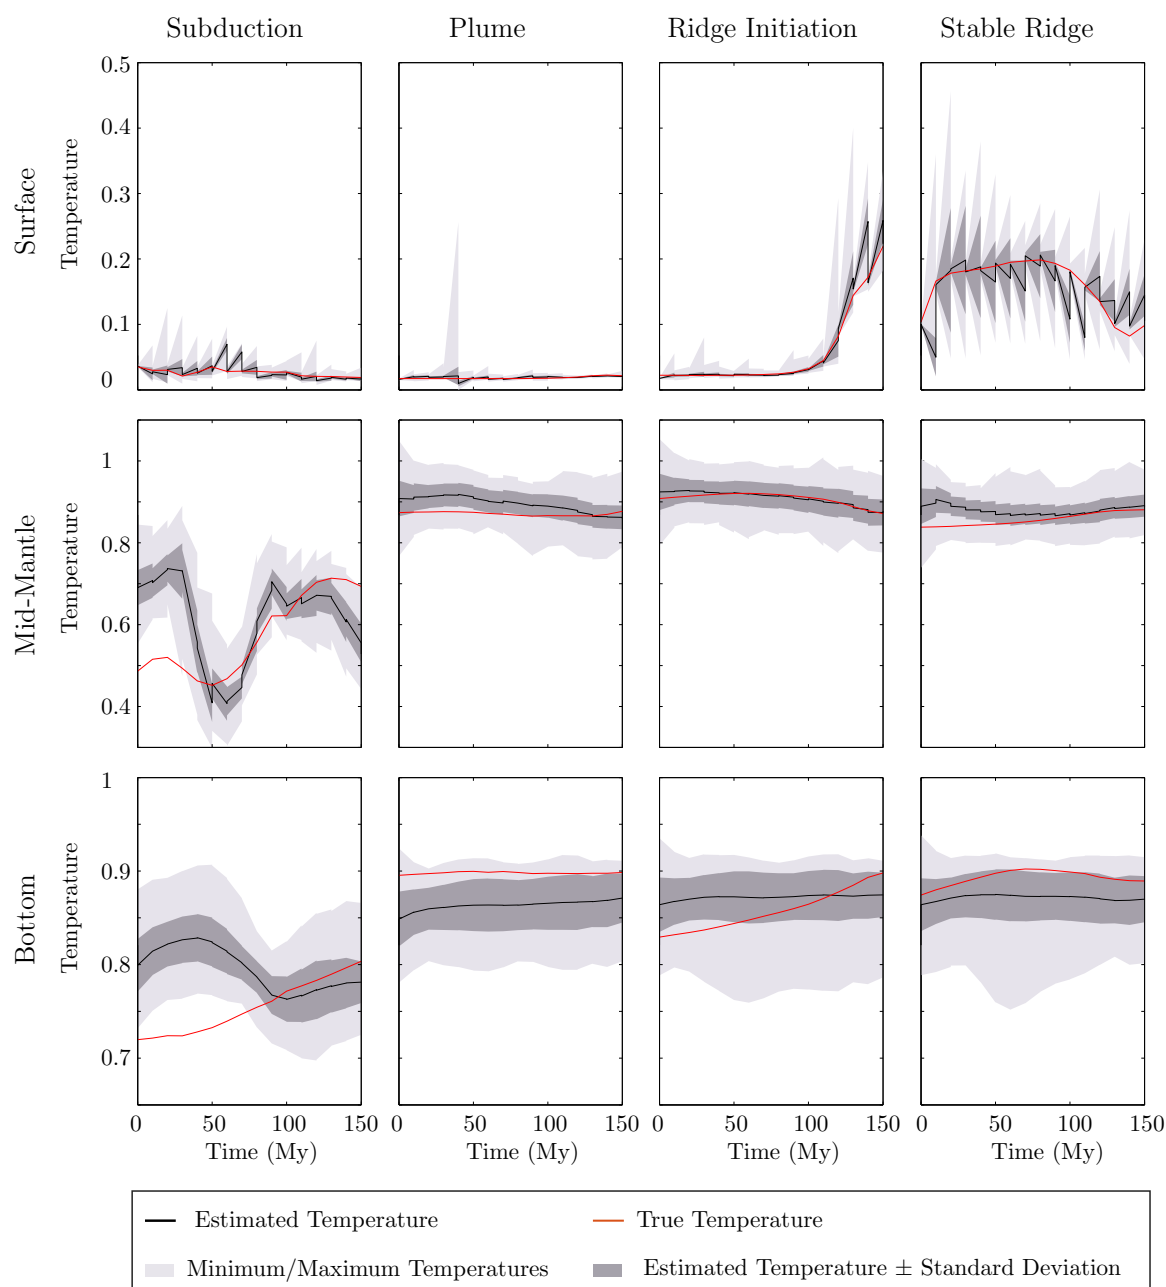 Subduction Plume Ridge Initiation Stable Ridge
Surface
Temperature
0.5
0.4
0.3
0.2
0.1
0
Mid-Mantle
Temperature
1
0.8
0.6
0.4
Bottom
Temperature
1
0.9
0.8
0.7
0 50 100 150 0 50 100 150 0 50 100 150 0 50 100 150
Time (My) Time (My) Time (My) Time (My)
Estimated Temperature True Temperature
Minimum/Maximum Temperatures Estimated Temperature ± Standard Deviation